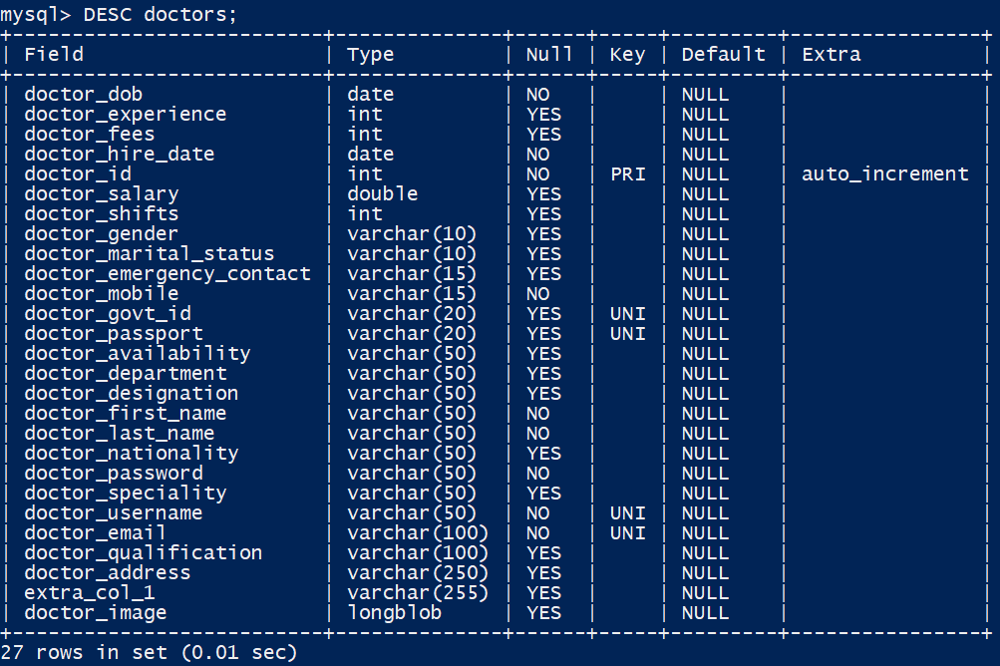 mysql> DESC doctors;
+--------------------------+--------------+------+-----+---------+----------------+
| Field                    | Type         | Null | Key | Default | Extra          |
+--------------------------+--------------+------+-----+---------+----------------+
| doctor_dob               | date         | NO   |     | NULL    |                |
| doctor_experience        | int          | YES  |     | NULL    |                |
| doctor_fees              | int          | YES  |     | NULL    |                |
| doctor_hire_date         | date         | NO   |     | NULL    |                |
| doctor_id                | int          | NO   | PRI | NULL    | auto_increment |
| doctor_salary            | double       | YES  |     | NULL    |                |
| doctor_shifts            | int          | YES  |     | NULL    |                |
| doctor_gender            | varchar(10)  | YES  |     | NULL    |                |
| doctor_marital_status    | varchar(10)  | YES  |     | NULL    |                |
| doctor_emergency_contact | varchar(15)  | YES  |     | NULL    |                |
| doctor_mobile            | varchar(15)  | NO   |     | NULL    |                |
| doctor_govt_id           | varchar(20)  | YES  | UNI | NULL    |                |
| doctor_passport          | varchar(20)  | YES  | UNI | NULL    |                |
| doctor_availability      | varchar(50)  | YES  |     | NULL    |                |
| doctor_department        | varchar(50)  | YES  |     | NULL    |                |
| doctor_designation       | varchar(50)  | YES  |     | NULL    |                |
| doctor_first_name        | varchar(50)  | NO   |     | NULL    |                |
| doctor_last_name         | varchar(50)  | NO   |     | NULL    |                |
| doctor_nationality       | varchar(50)  | YES  |     | NULL    |                |
| doctor_password          | varchar(50)  | NO   |     | NULL    |                |
| doctor_speciality        | varchar(50)  | YES  |     | NULL    |                |
| doctor_username          | varchar(50)  | NO   | UNI | NULL    |                |
| doctor_email             | varchar(100) | NO   | UNI | NULL    |                |
| doctor_qualification     | varchar(100) | YES  |     | NULL    |                |
| doctor_address           | varchar(250) | YES  |     | NULL    |                |
| extra_col_1              | varchar(255) | YES  |     | NULL    |                |
| doctor_image             | longblob     | YES  |     | NULL    |                |
+--------------------------+--------------+------+-----+---------+----------------+
27 rows in set (0.01 sec)